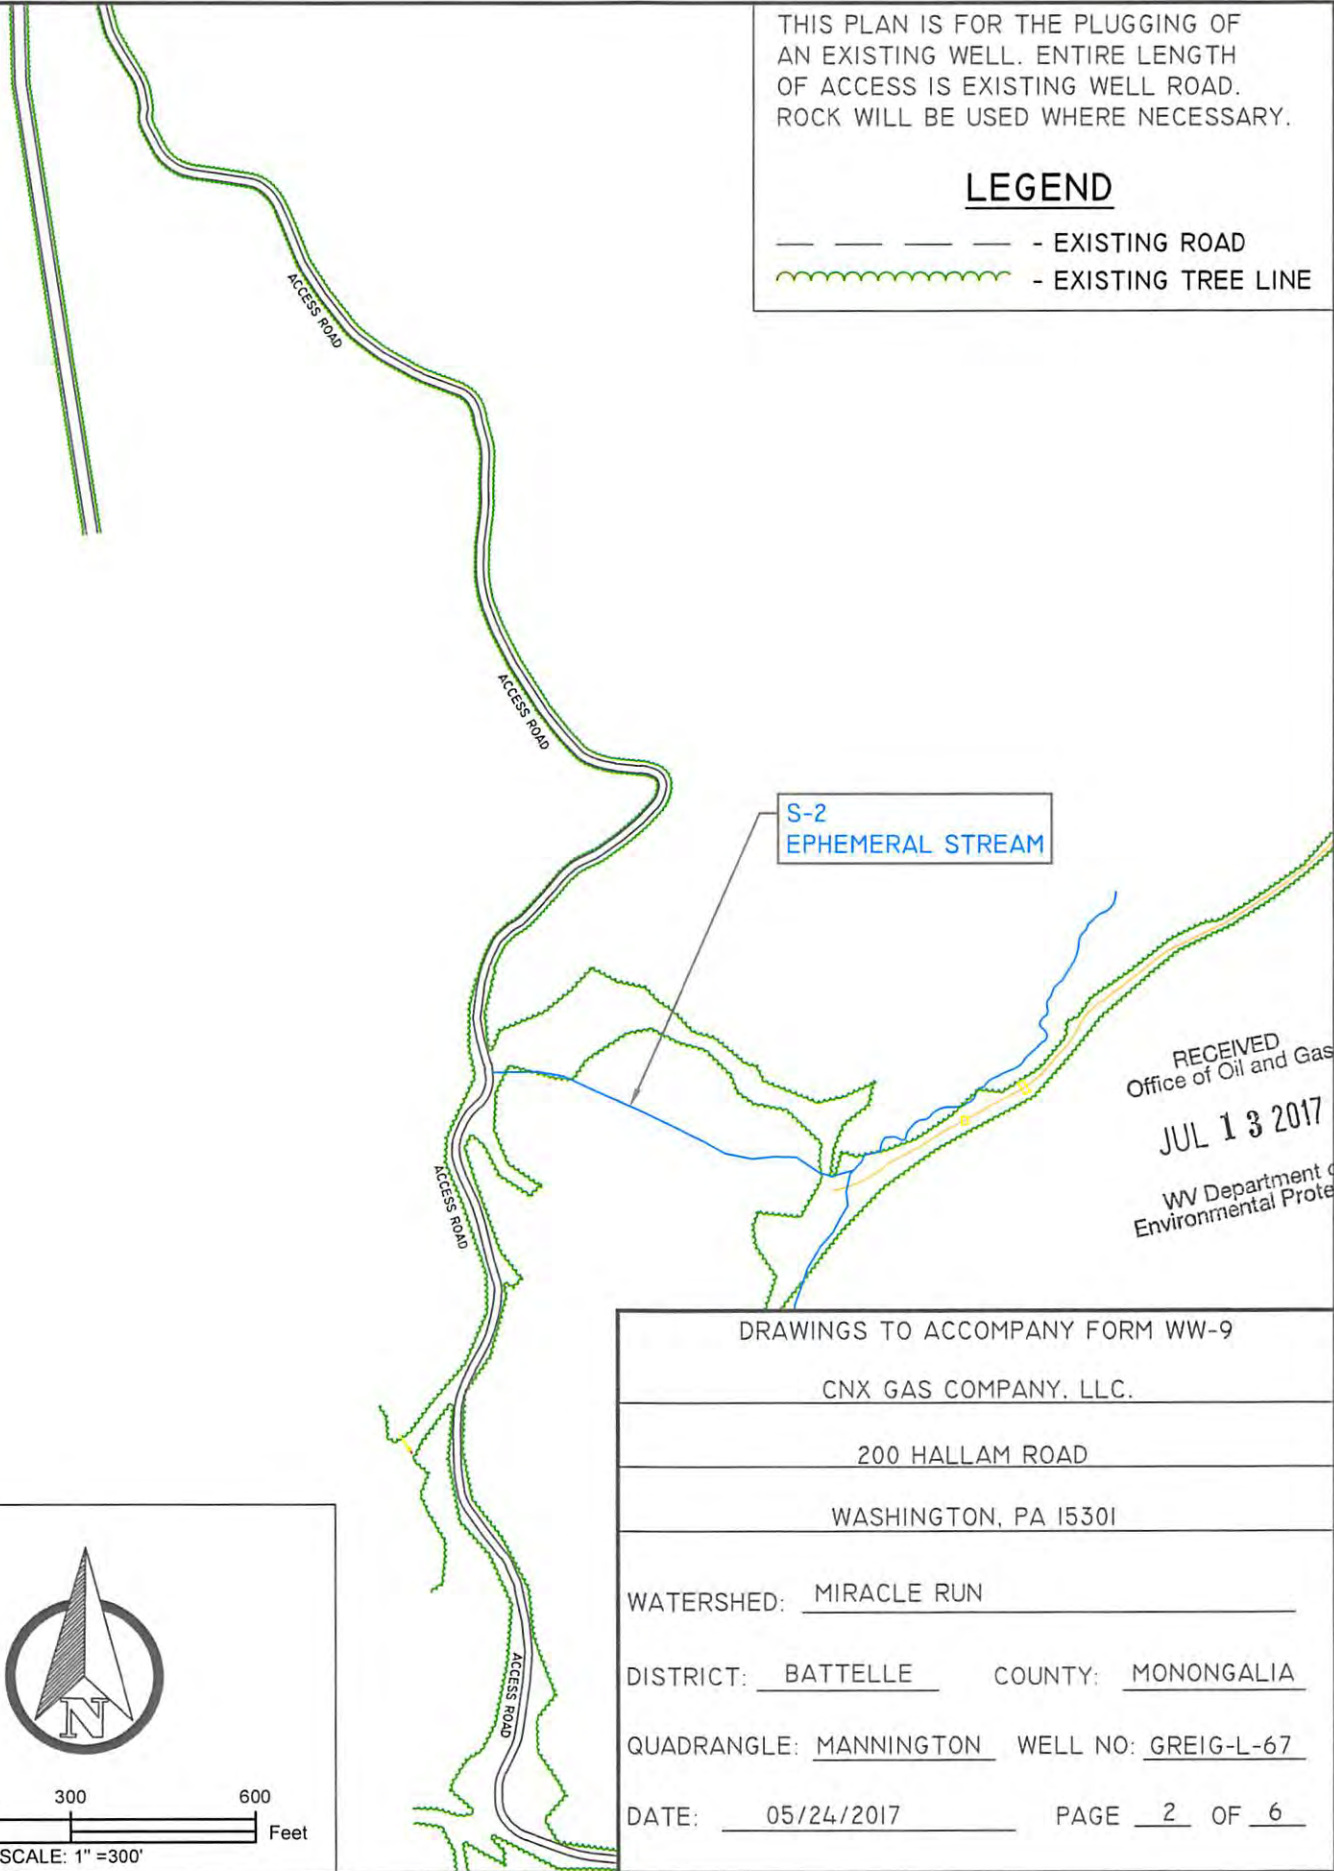 THIS PLAN IS FOR THE PLUGGING OF
AN EXISTING WELL. ENTIRE LENGTH
OF ACCESS IS EXISTING WELL ROAD.
ROCK WILL BE USED WHERE NECESSARY.
LEGEND
- EXISTING ROAD
- EXISTING TREE LINE
ACCESS ROAD
ACCESS ROAD
S-2
EPHEMERAL STREAM
RECEIVED
Office of Oil and Gas
JUL 13 2017
WV Department
Environmental Prote
ACCESS ROAD
ACCESS ROAD
DRAWINGS TO ACCOMPANY FORM WW-9
CNX GAS COMPANY. LLC.
200 HALLAM ROAD
WASHINGTON, PA 15301
WATERSHED: MIRACLE RUN
DISTRICT: BATTELLE COUNTY: MONONGALIA
QUADRANGLE: MANNINGTON WELL NO: GREIG-L-67
DATE: 05/24/2017 PAGE 2 OF 6
N
300 600
Feet
SCALE: 1" =300'